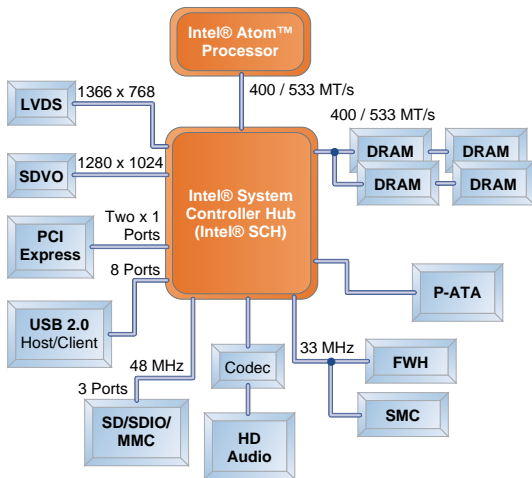 Intel® Atom™
Processor
400 / 533 MT/s
1366 x 768
LVDS
400 / 533 MT/s
DRAM
DRAM
DRAM
DRAM
1280 x 1024
SDVO
Intel® System
Controller Hub
(Intel® SCH)
Two x 1
Ports
PCI
Express
8 Ports
P-ATA
USB 2.0
Host/Client
48 MHz
3 Ports
SD/SDIO/
MMC
Codec
HD
Audio
33 MHz
FWH
SMC